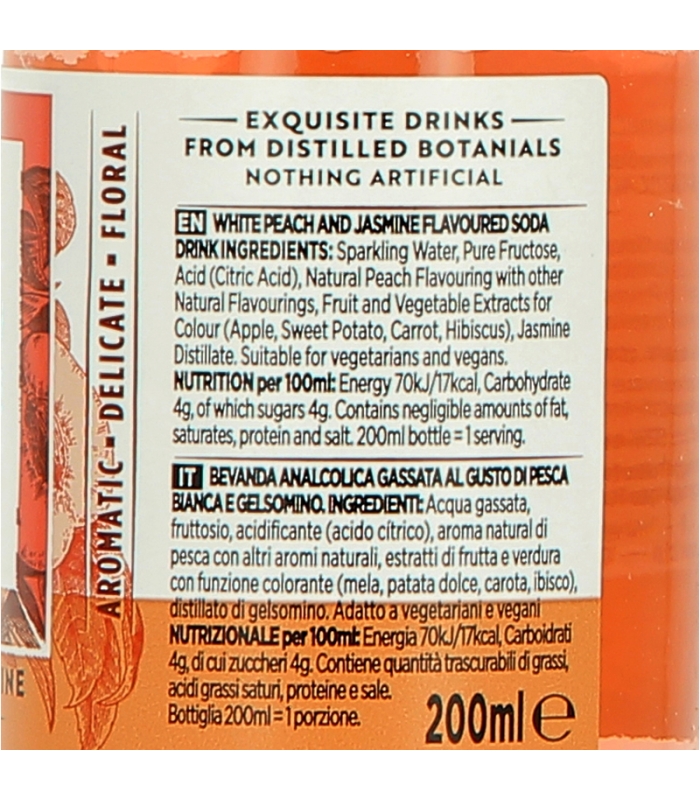 EXQUISITE DRINKS
FROM DISTILLED BOTANIALS
NOTHING ARTIFICIAL
AROMATIC - DELICATE - FLORAL
EN WHITE PEACH AND JASMINE FLAVOURED SODA
DRINK INGREDIENTS: Sparkling Water, Pure Fructose,
Acid (Citric Acid), Natural Peach Flavouring with other
Natural Flavourings, Fruit and Vegetable Extracts for
Colour (Apple, Sweet Potato, Carrot, Hibiscus), Jasmine
Distillate. Suitable for vegetarians and vegans.
NUTRITION per 100ml: Energy 70kJ/17kcal, Carbohydrate
4g, of which sugars 4g. Contains negligible amounts of fat,
saturates, protein and salt. 200ml bottle = 1 serving.
IT BEVANDA ANALCOLICA GASSATA AL GUSTO DI PESCA
BIANCA E GELSOMINO. INGREDIENTI: Acqua gassata,
fruttosio, acidificante (acido cítrico), aroma natural di
pesca con altri aromi naturali, estratti di frutta e verdura
con funzione colorante (mela, patata dolce, carota, ibisco),
distillato di gelsomino. Adatto a vegetariani e vegani
NUTRIZIONALE per 100ml: Energia 70kJ/17kcal, Carboidrati
4g, di cui zuccheri 4g. Contiene quantità trascurabili di grassi,
acidi grassi saturi, proteine e sale.
Bottiglia 200ml = 1 porzione.
200ml e